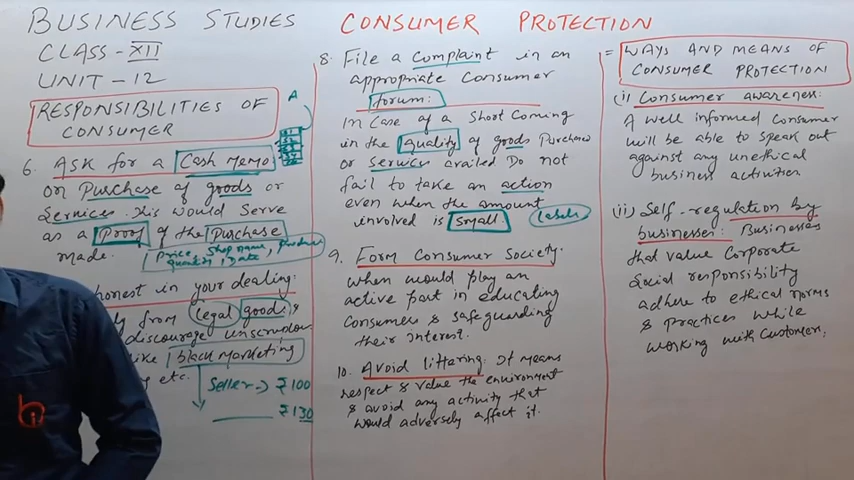 BUSINESS STUDIES
CONSUMER PROTECTION
CLASS-XII
UNIT-12
RESPONSIBILITIES OF
CONSUMER
A
6. ASK for a Cash Memo
on Purchase of goods or
Services. This would Serve
as a Proof of the Purchase
made.
Price, Shop name, Purchase
quantity, Date
honest in your dealing:
from legal goods &
discourage unscrupulous
like black marketing
etc.
Seller → ₹100
₹130
8. File a complaint in an
appropriate Consumer
forum:
In Case of a Short Coming
in the Quality of goods Purchased
or Services availed Do not
fail to take an action
even when the amount
involved is Small.
labels
9. Form Consumer Society.
which would play an
active part in educating
Consumers & safeguarding
their interest.
10. Avoid littering: It means
respect & value the environment
& avoid any activity that
would adversely affect it.
= WAYS AND MEANS OF
CONSUMER PROTECTION
(i) Consumer awareness:
A well informed Consumer
will be able to speak out
against any unethical
business activities
(ii) Self-regulation by
businesses: Businesses
that value Corporate
Social responsibility
adhere to ethical norms
& practices while
working with Customers.